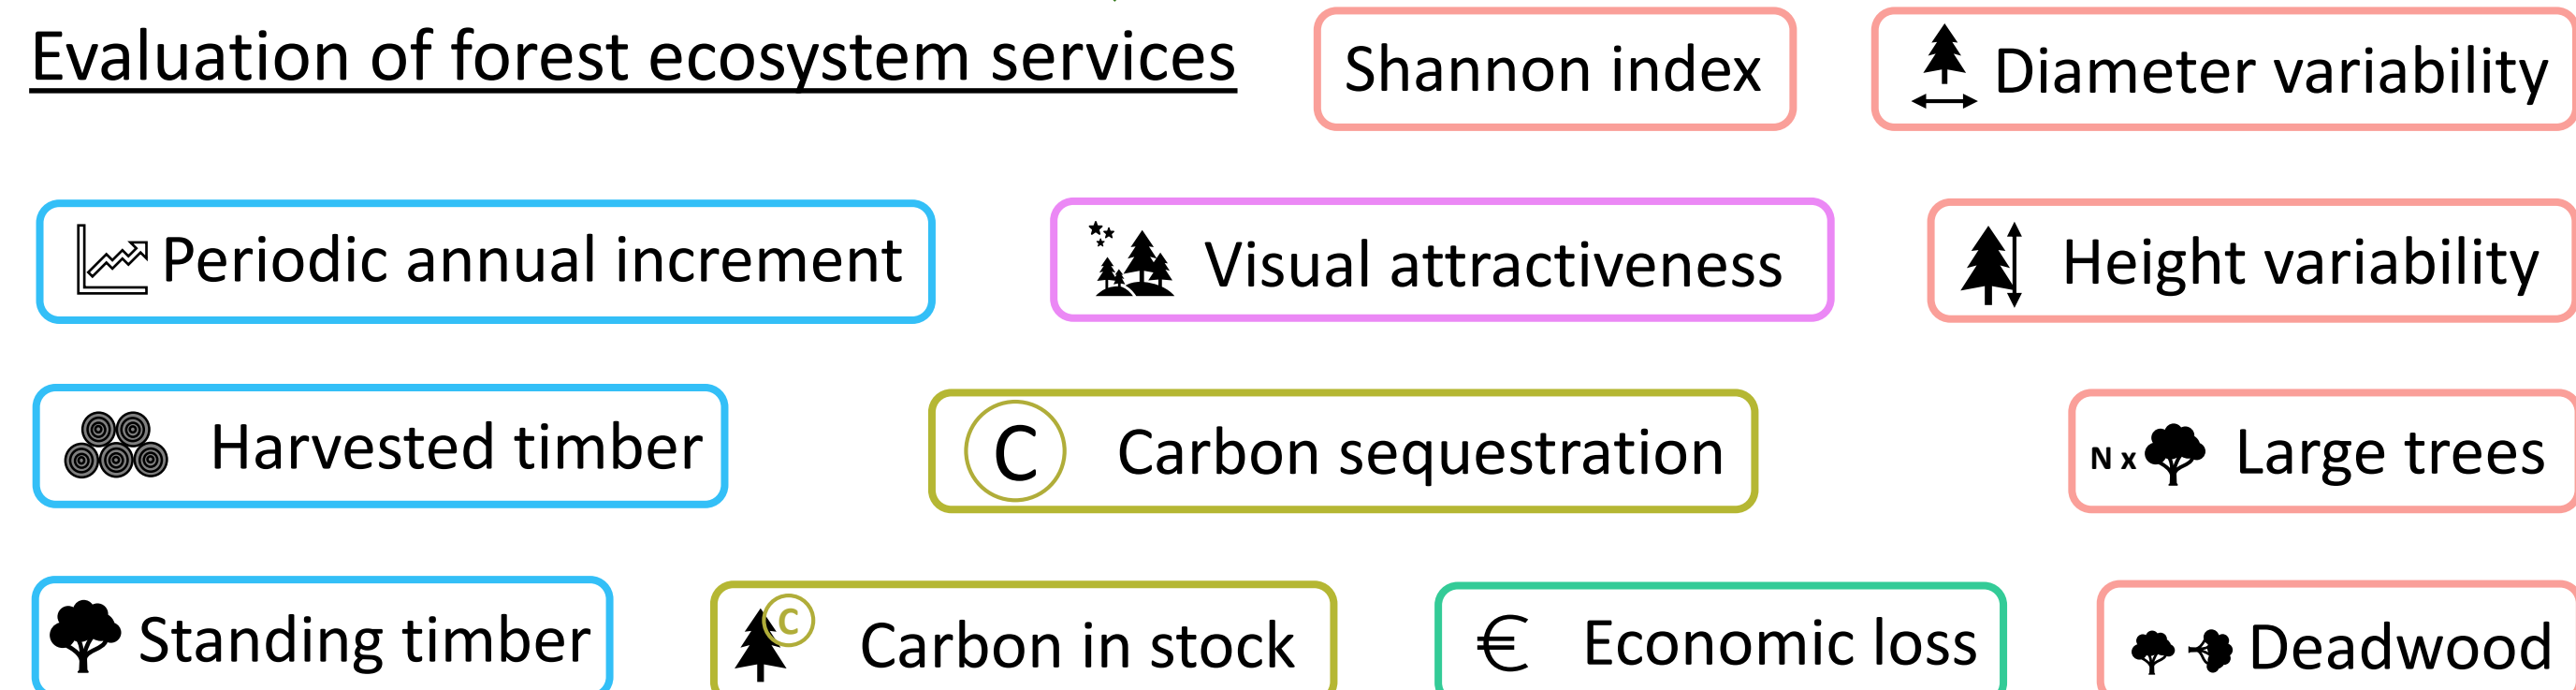 Evaluation of forest ecosystem services
Shannon index
Diameter variability
Periodic annual increment
Visual attractiveness
Height variability
Harvested timber
C Carbon sequestration
N x Large trees
Standing timber
C Carbon in stock
€ Economic loss
Deadwood